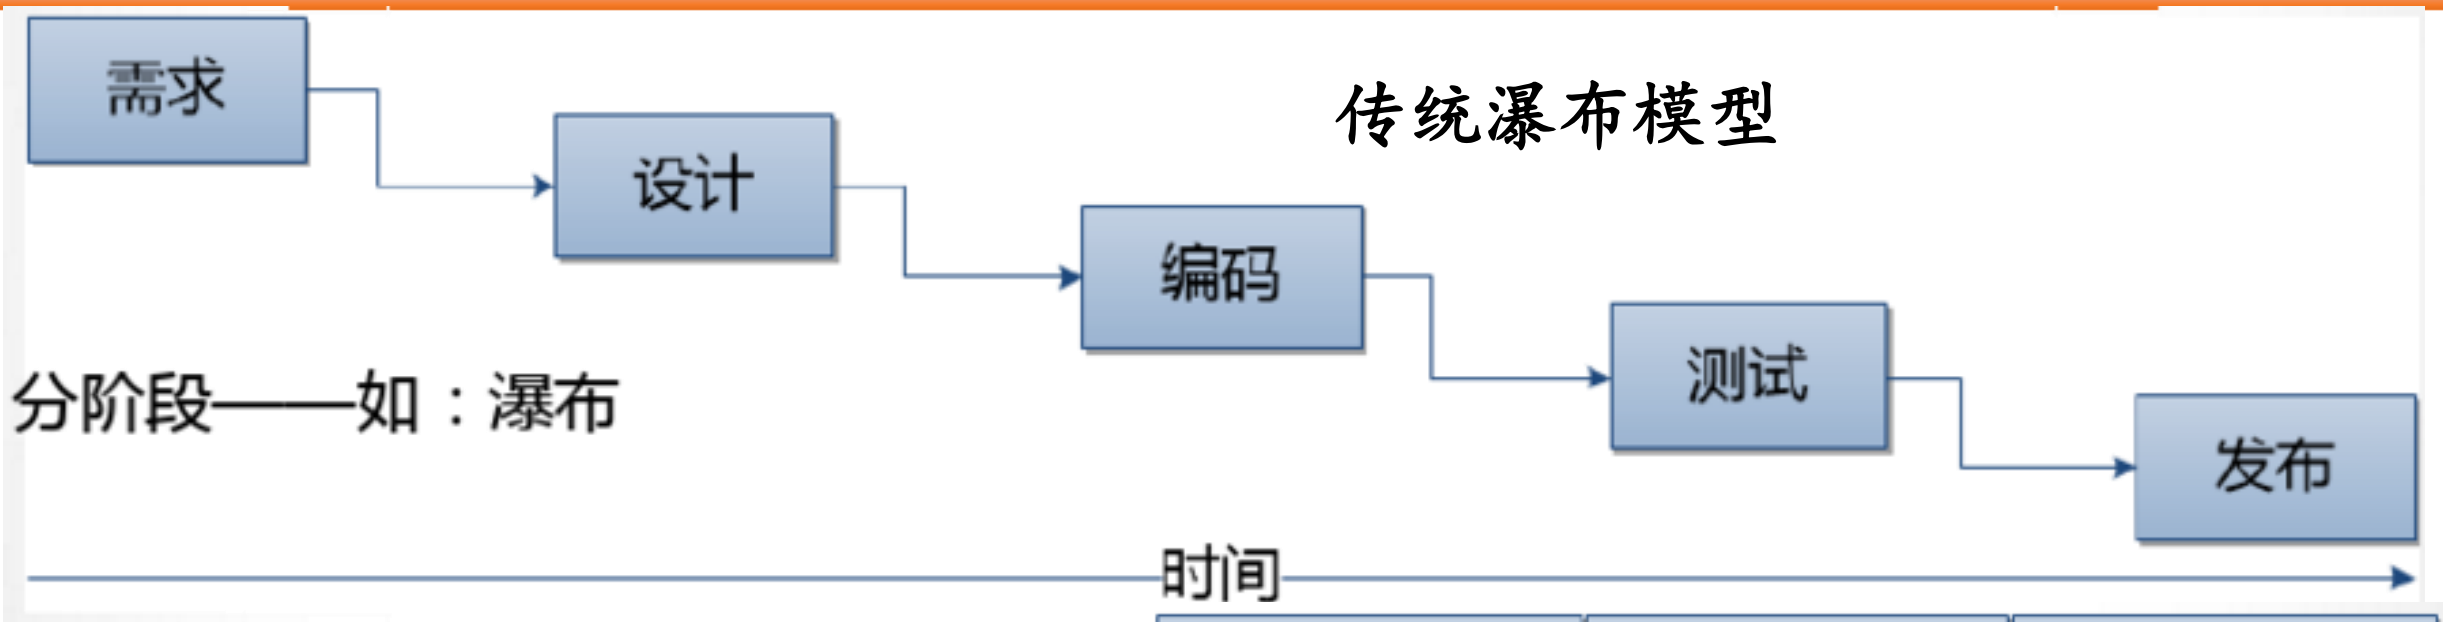 需求
传统瀑布模型
设计
编码
测试
分阶段——如：瀑布
发布
时间